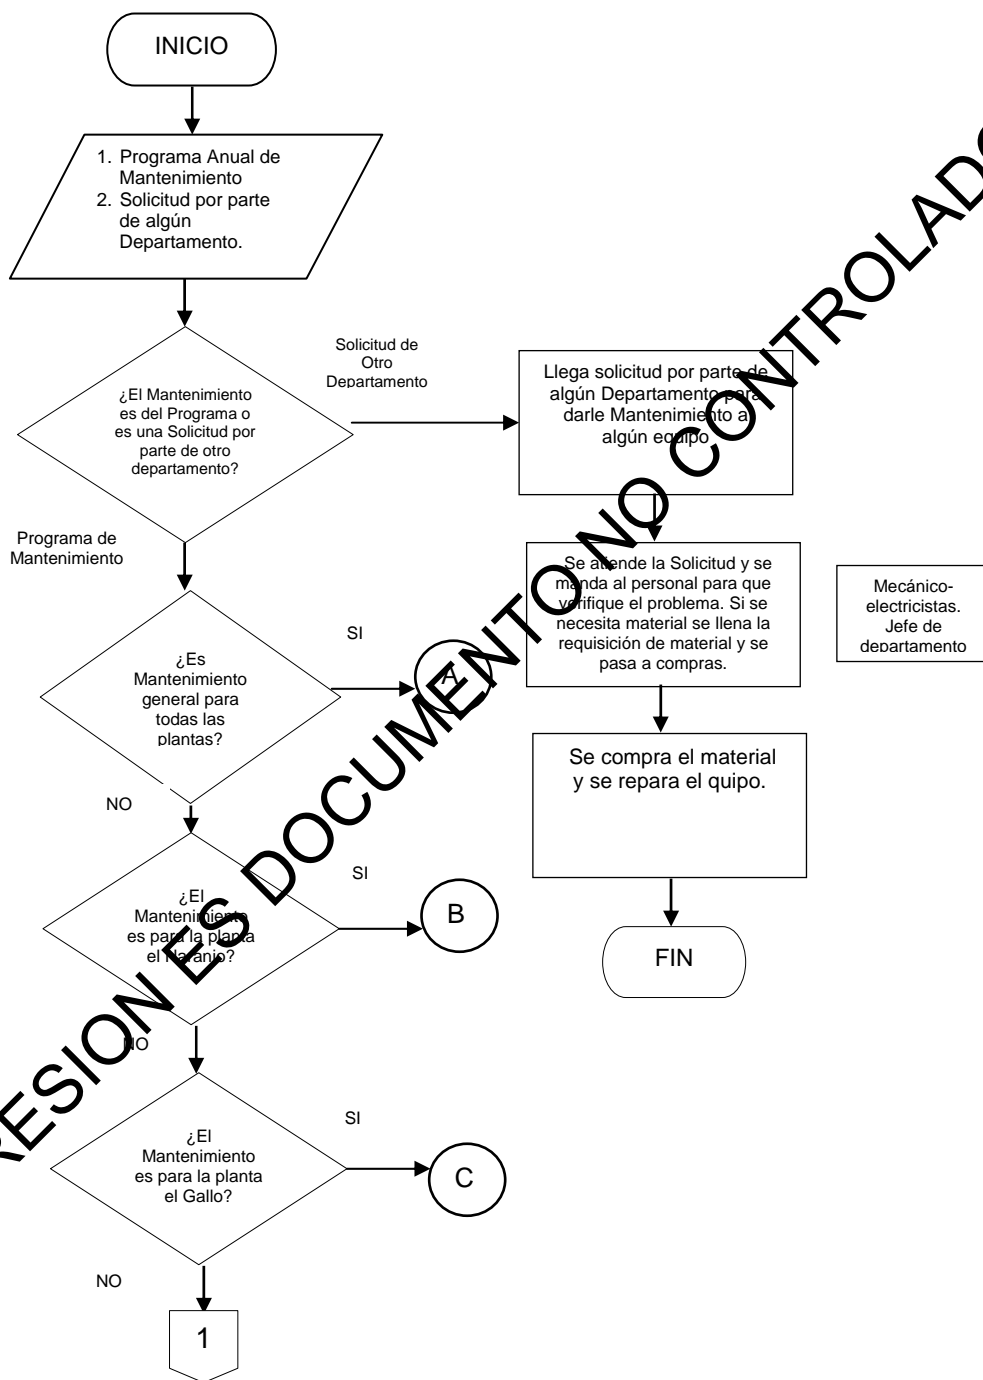 INICIO
1. Programa Anual de
Mantenimiento
2. Solicitud por parte
de algún
Departamento.
¿El Mantenimiento
es del Programa o
es una Solicitud por
parte de otro
departamento?
Solicitud de
Otro
Departamento
Llega solicitud por parte de
algún Departamento para
darle Mantenimiento a
algún equipo
Programa de
Mantenimiento
Se atiende la Solicitud y se
manda al personal para que
verifique el problema. Si se
necesita material se llena la
requisición de material y se
pasa a compras.
Mecánico-
electricistas.
Jefe de
departamento
¿Es
Mantenimiento
general para
todas las
plantas?
SI
A
NO
Se compra el material
y se repara el quipo.
¿El
Mantenimiento
es para la planta
el Naranjo?
SI
B
NO
FIN
¿El
Mantenimiento
es para la planta
el Gallo?
SI
C
NO
1
RESION ES DOCUMENTO NO CONTROLADO